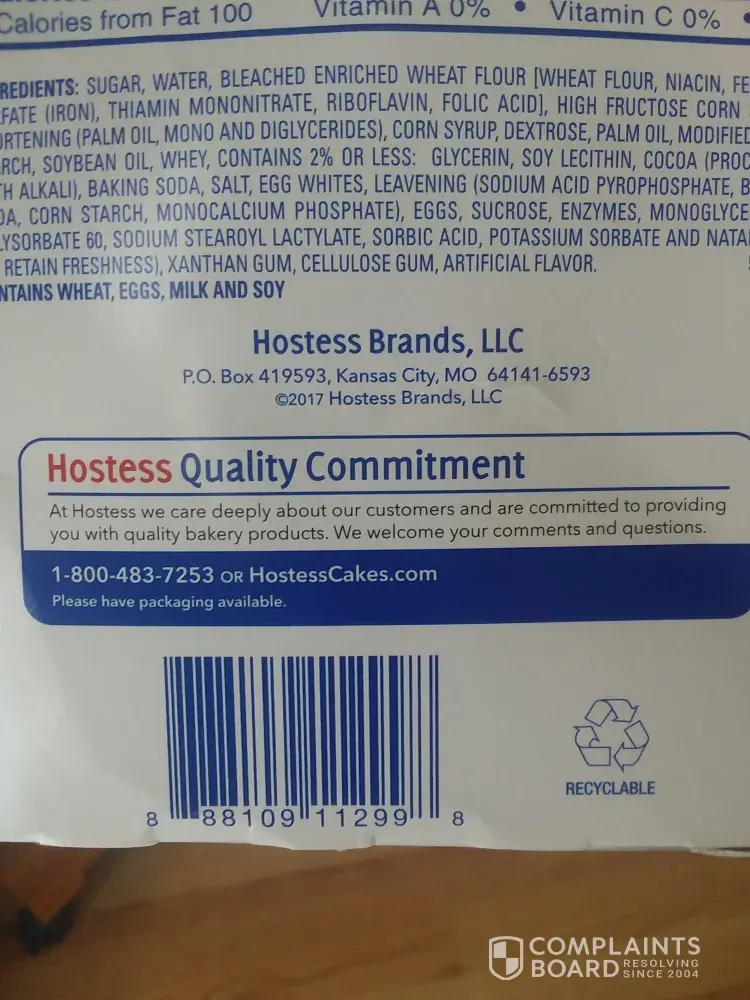 Calories from Fat 100
Vitamin A 0% • Vitamin C 0% •
REDIENTS: SUGAR, WATER, BLEACHED ENRICHED WHEAT FLOUR [WHEAT FLOUR, NIACIN, FE
FATE (IRON), THIAMIN MONONITRATE, RIBOFLAVIN, FOLIC ACID], HIGH FRUCTOSE CORN
ORTENING (PALM OIL, MONO AND DIGLYCERIDES), CORN SYRUP, DEXTROSE, PALM OIL, MODIFIED
RCH, SOYBEAN OIL, WHEY, CONTAINS 2% OR LESS: GLYCERIN, SOY LECITHIN, COCOA (PROC
TH ALKALI), BAKING SODA, SALT, EGG WHITES, LEAVENING (SODIUM ACID PYROPHOSPHATE, B
DA, CORN STARCH, MONOCALCIUM PHOSPHATE), EGGS, SUCROSE, ENZYMES, MONOGLYCE
LYSORBATE 60, SODIUM STEAROYL LACTYLATE, SORBIC ACID, POTASSIUM SORBATE AND NATA
RETAIN FRESHNESS), XANTHAN GUM, CELLULOSE GUM, ARTIFICIAL FLAVOR.
NTAINS WHEAT, EGGS, MILK AND SOY
Hostess Brands, LLC
P.O. Box 419593, Kansas City, MO 64141-6593
©2017 Hostess Brands, LLC
Hostess Quality Commitment
At Hostess we care deeply about our customers and are committed to providing
you with quality bakery products. We welcome your comments and questions.
1-800-483-7253 OR HostessCakes.com
Please have packaging available.
8 88109 11299 8
RECYCLABLE
COMPLAINTS
BOARD RESOLVING SINCE 2004